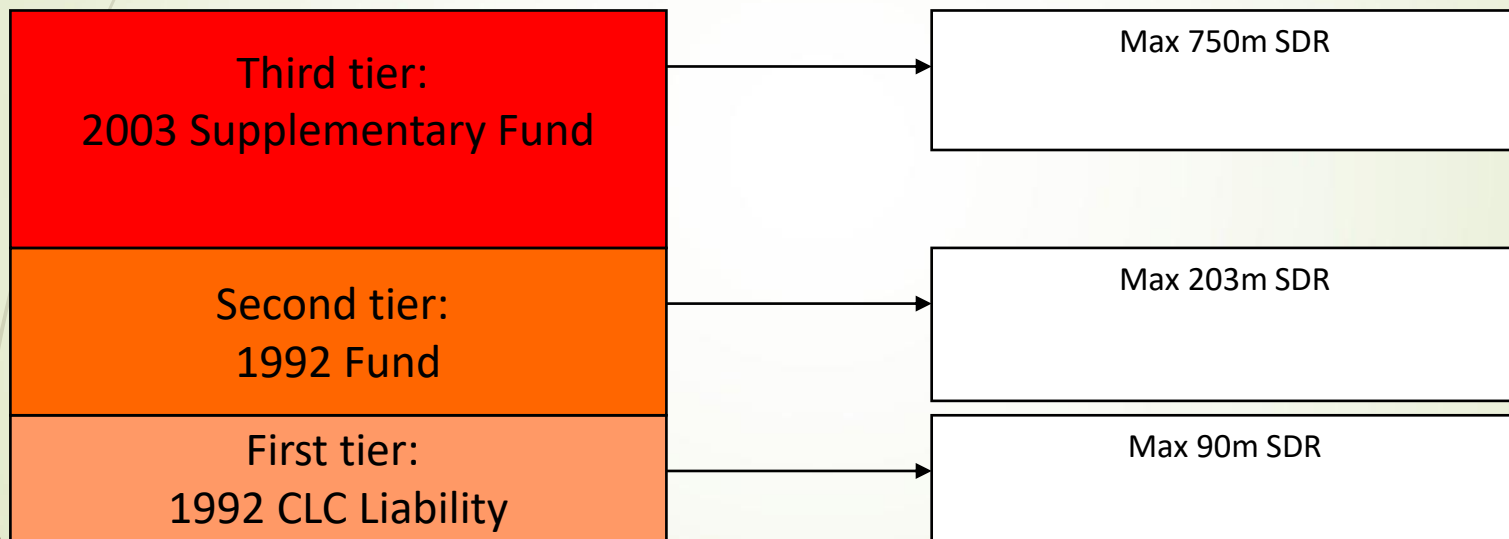 Third tier:
2003 Supplementary Fund
Max 750m SDR
Second tier:
1992 Fund
Max 203m SDR
First tier:
1992 CLC Liability
Max 90m SDR